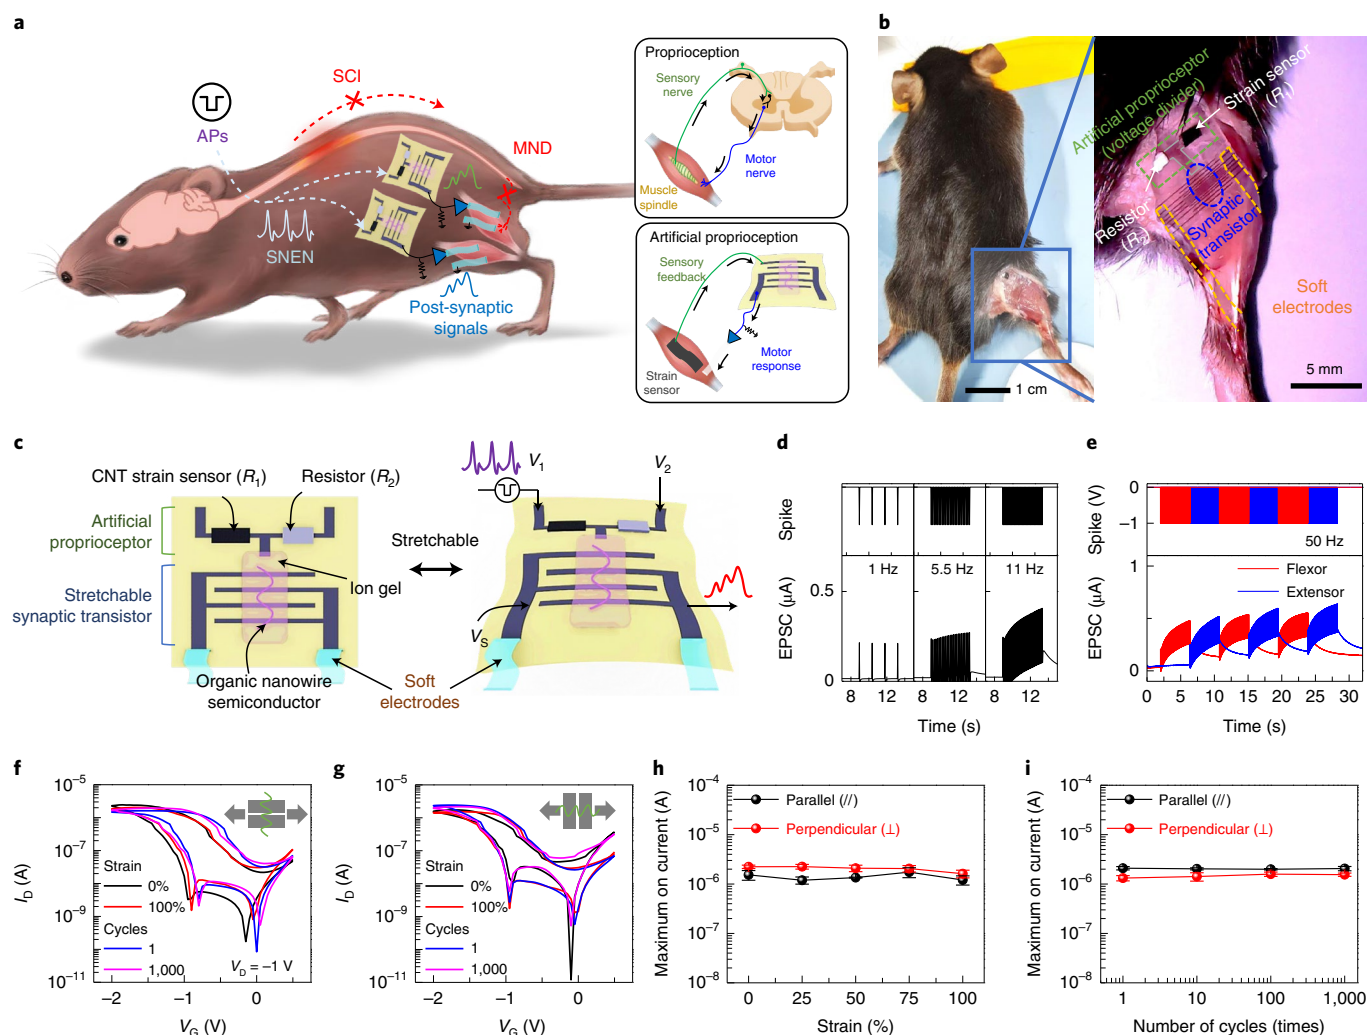 a
SCI
APs
MND
SNEN
Post-synaptic
signals
Proprioception
Sensory
nerve
Motor
nerve
Muscle
spindle
Artificial proprioception
Sensory
feedback
Motor
response
Strain
sensor
b
1 cm
Artificial proprioceptor
(voltage divider)
Strain sensor
(R₁)
Resistor
(R₂)
Synaptic
transistor
Soft
electrodes
5 mm
c
CNT strain sensor (R₁)
Resistor (R₂)
Artificial
proprioceptor
Stretchable
synaptic transistor
Ion gel
Organic nanowire
semiconductor
Stretchable
Soft
electrodes
V₁
V₂
V_S
d
Spike
1 Hz
5.5 Hz
11 Hz
EPSC (µA)
0.5
0
8 12 8 12 8 12
Time (s)
e
Spike (V)
0
−1
50 Hz
EPSC (µA)
1
0
Flexor
Extensor
0 5 10 15 20 25 30
Time (s)
f
I_D (A)
10⁻⁵
10⁻⁷
10⁻⁹
10⁻¹¹
Strain
0%
100%
Cycles
1
1,000
V_D = −1 V
−2 −1 0
V_G (V)
g
I_D (A)
10⁻⁵
10⁻⁷
10⁻⁹
10⁻¹¹
Strain
0%
100%
Cycles
1
1,000
−2 −1 0
V_G (V)
h
Maximum on current (A)
10⁻⁴
10⁻⁵
10⁻⁶
10⁻⁷
10⁻⁸
Parallel (//)
Perpendicular (⊥)
0 25 50 75 100
Strain (%)
i
Maximum on current (A)
10⁻⁴
10⁻⁵
10⁻⁶
10⁻⁷
10⁻⁸
Parallel (//)
Perpendicular (⊥)
1 10 100 1,000
Number of cycles (times)